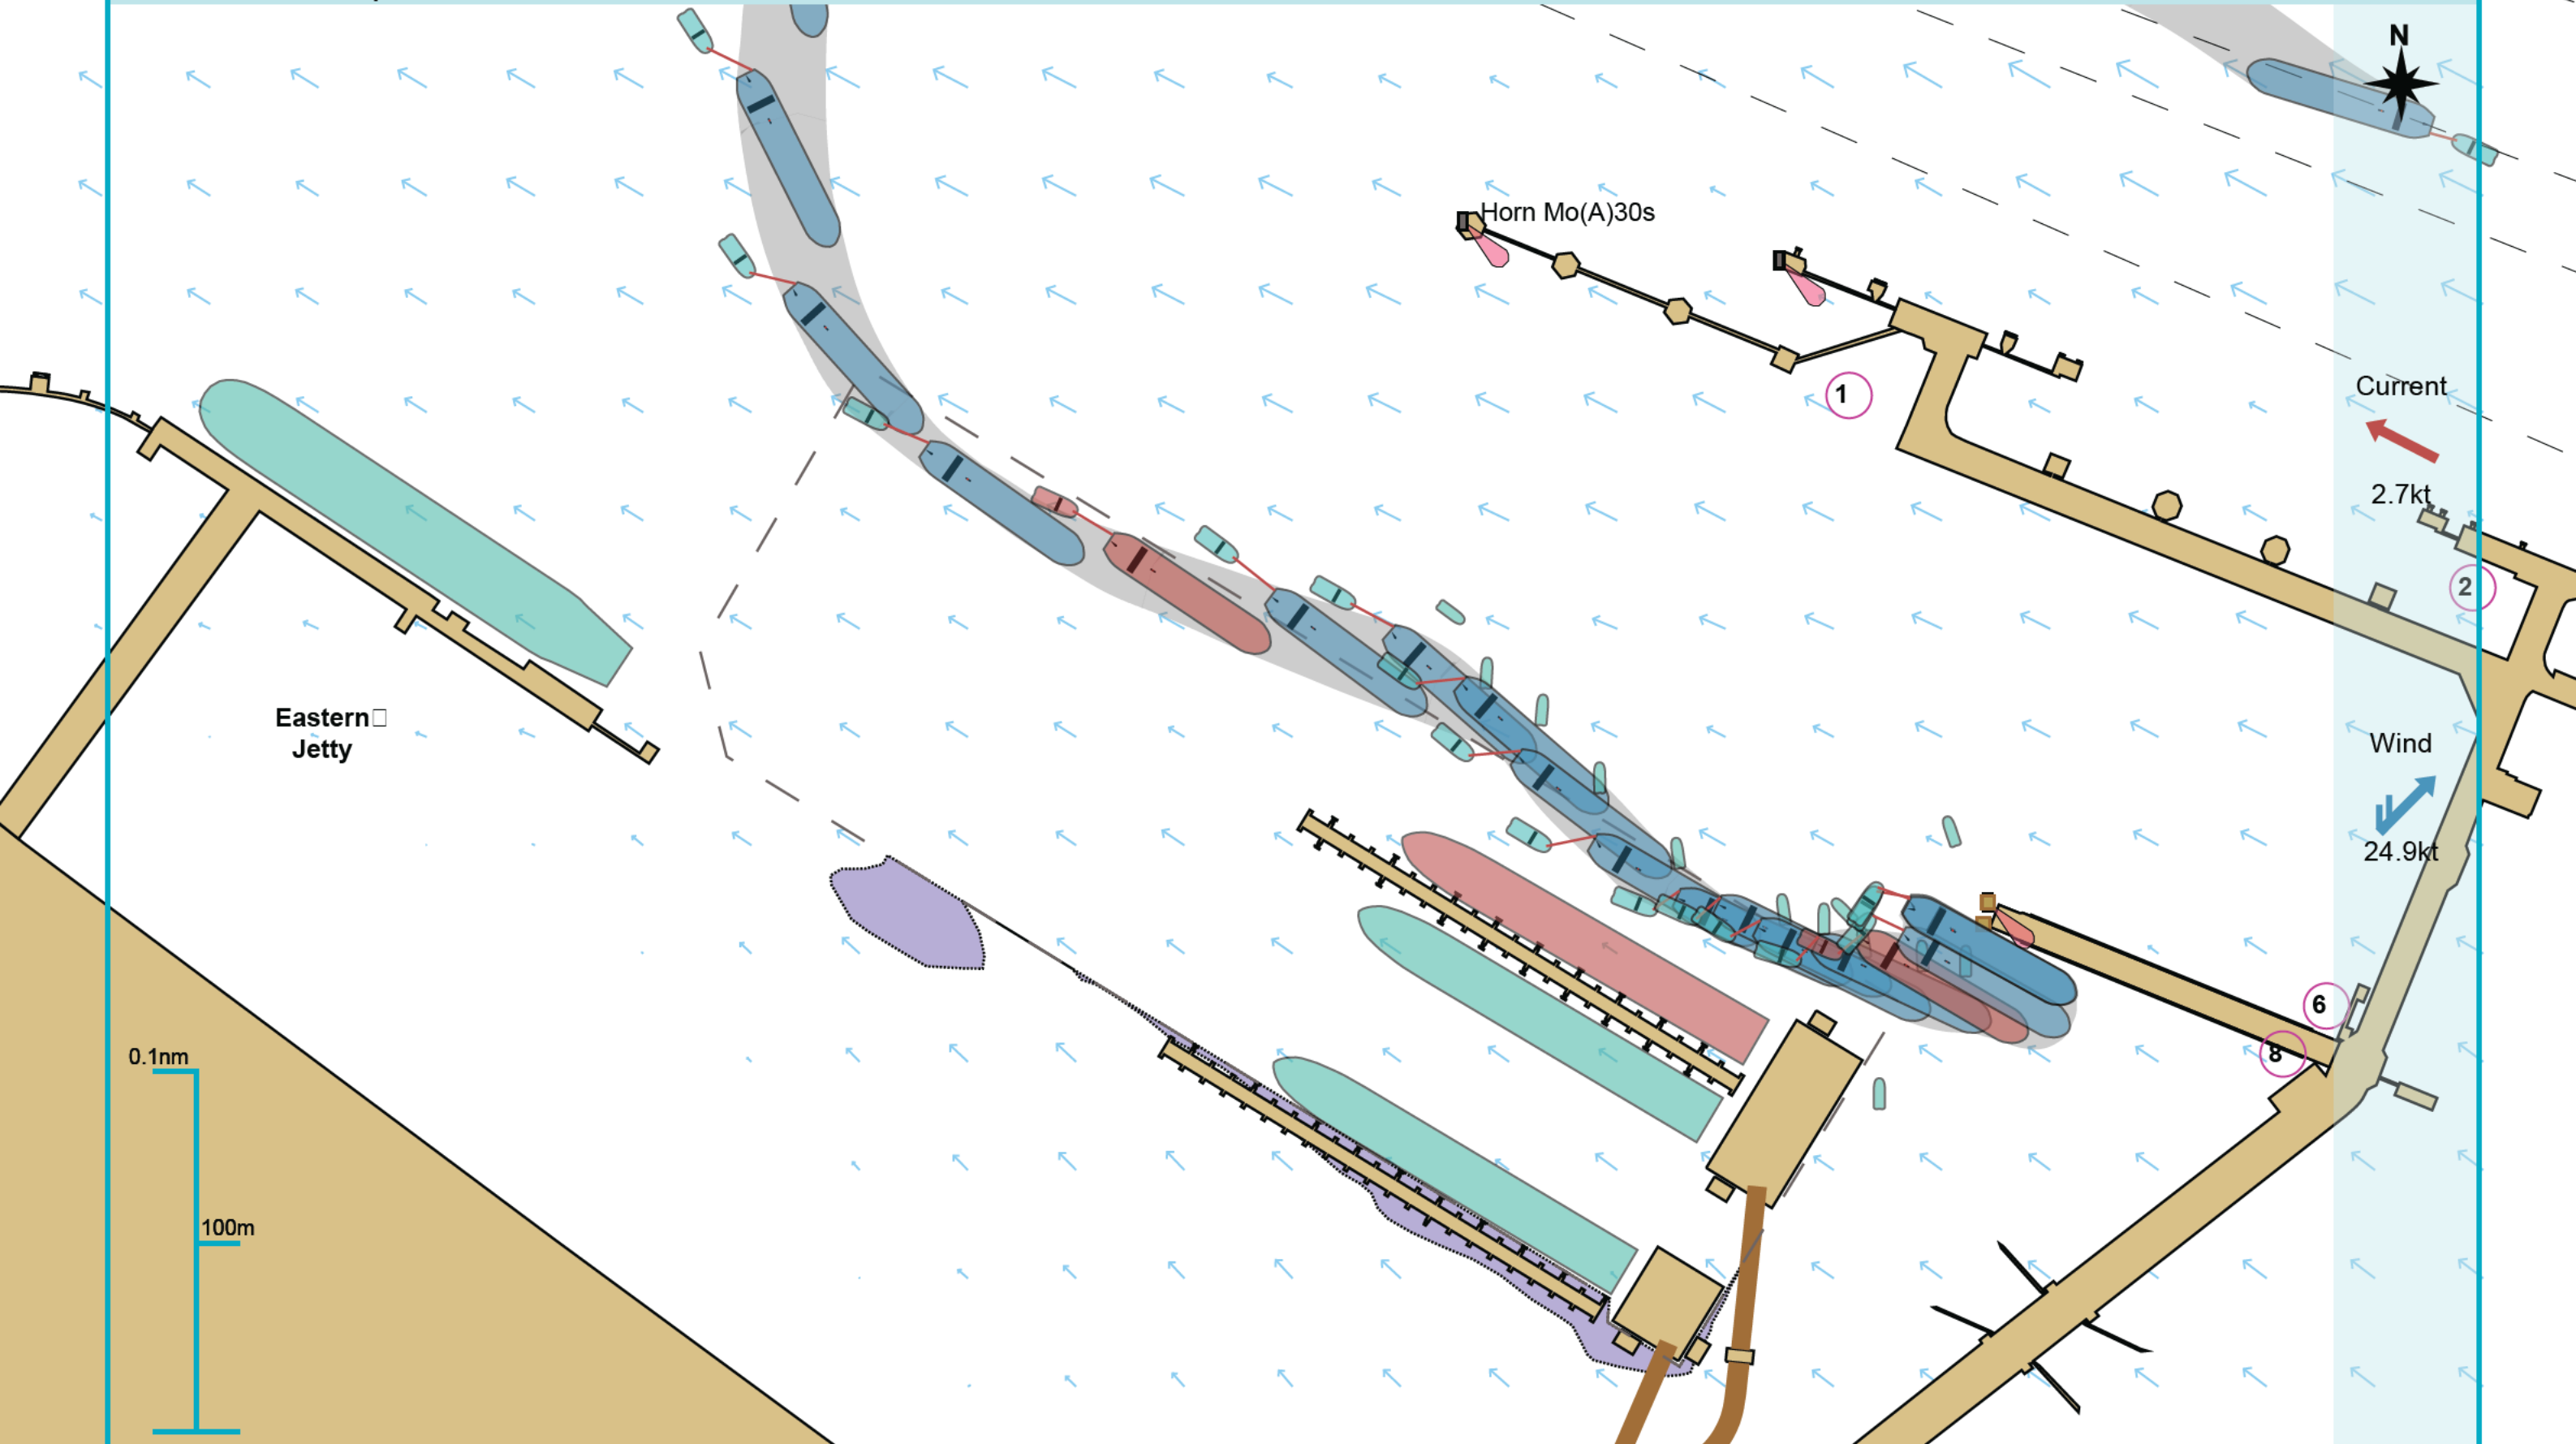 N
Horn Mo(A)30s
Current
1
2.7kt
2
Eastern
Jetty
Wind
24.9kt
6
8
0.1nm
100m